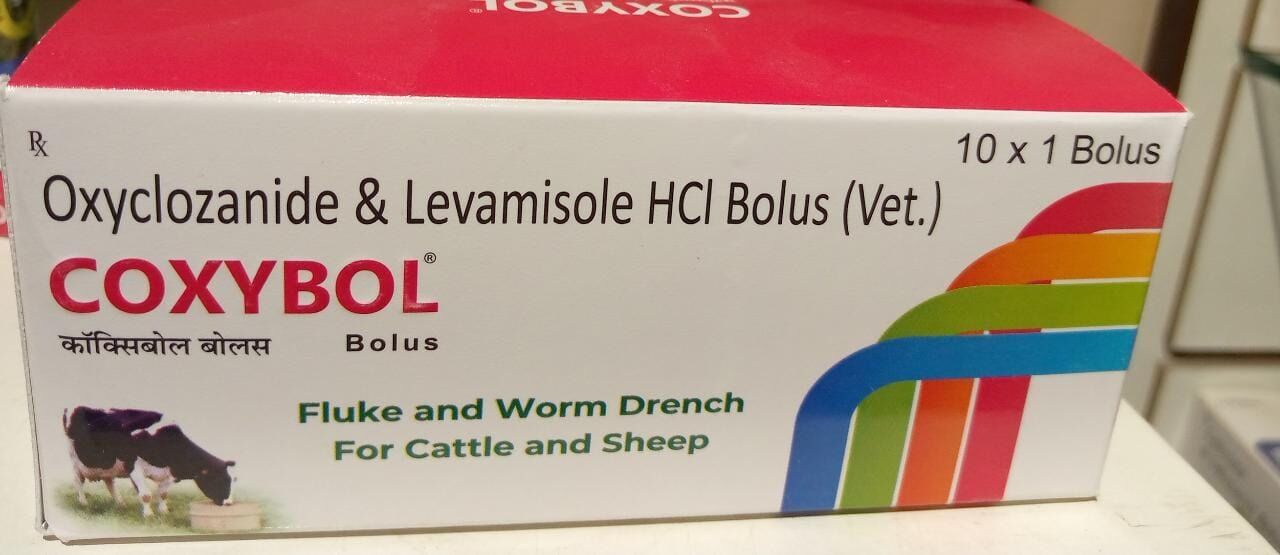 COXYBOL®
Rx
10 x 1 Bolus
Oxyclozanide & Levamisole HCl Bolus (Vet.)
COXYBOL®
कॉक्सिबोल बोलस Bolus
Fluke and Worm Drench
For Cattle and Sheep